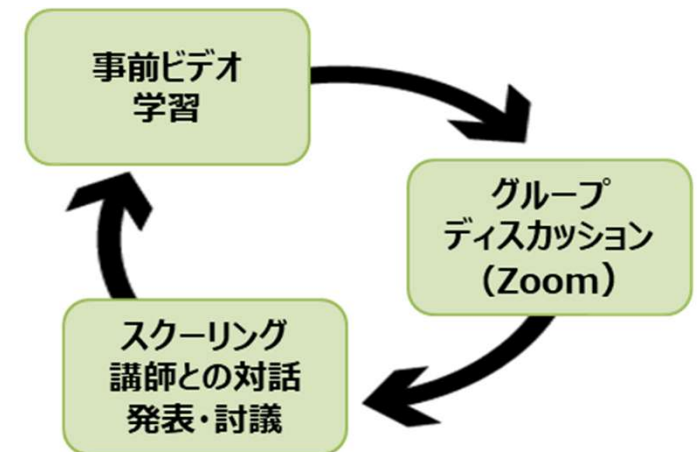 事前ビデオ
学習
グループ
ディスカッション
（Zoom）
スクーリング
講師との対話
発表・討議